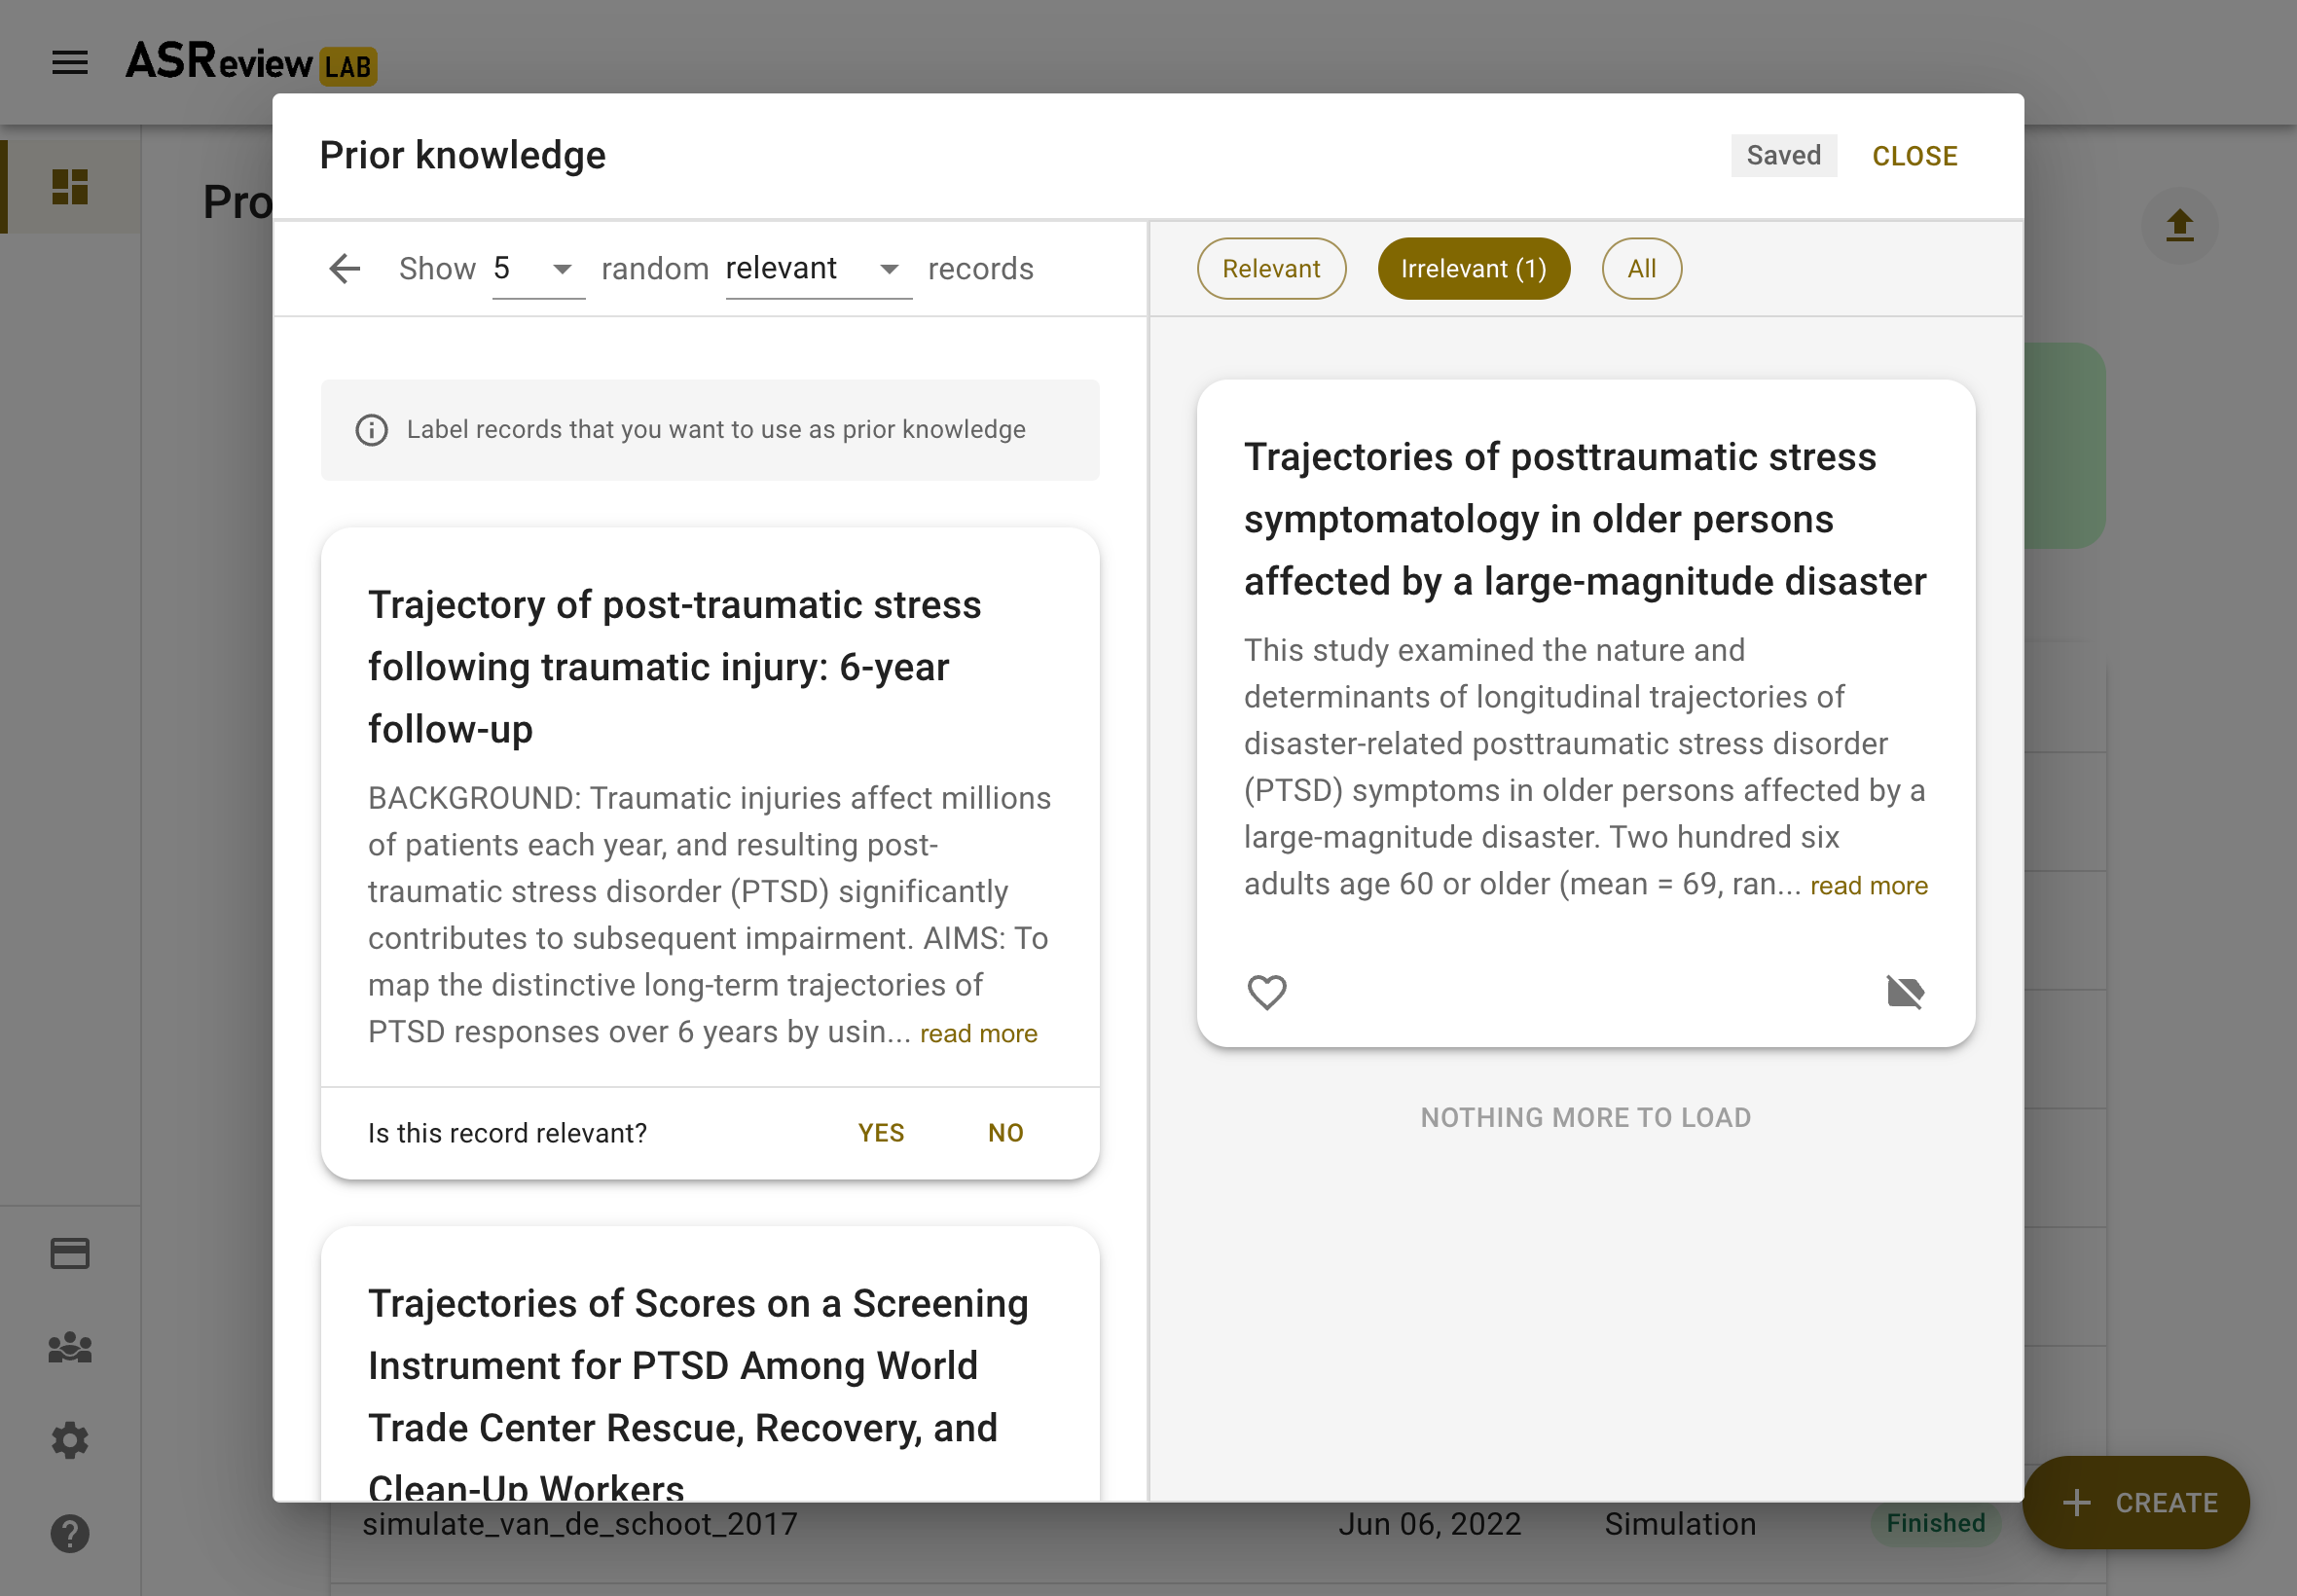 ASReview LAB
Pro
Prior knowledge
Saved
CLOSE
Show 5 random relevant records
Label records that you want to use as prior knowledge
Trajectory of post-traumatic stress
following traumatic injury: 6-year
follow-up
BACKGROUND: Traumatic injuries affect millions
of patients each year, and resulting post-
traumatic stress disorder (PTSD) significantly
contributes to subsequent impairment. AIMS: To
map the distinctive long-term trajectories of
PTSD responses over 6 years by usin... read more
Is this record relevant?
YES
NO
Trajectories of Scores on a Screening
Instrument for PTSD Among World
Trade Center Rescue, Recovery, and
Clean-Up Workers
Relevant
Irrelevant (1)
All
Trajectories of posttraumatic stress
symptomatology in older persons
affected by a large-magnitude disaster
This study examined the nature and
determinants of longitudinal trajectories of
disaster-related posttraumatic stress disorder
(PTSD) symptoms in older persons affected by a
large-magnitude disaster. Two hundred six
adults age 60 or older (mean = 69, ran... read more
NOTHING MORE TO LOAD
simulate_van_de_schoot_2017
Jun 06, 2022
Simulation
Finished
CREATE